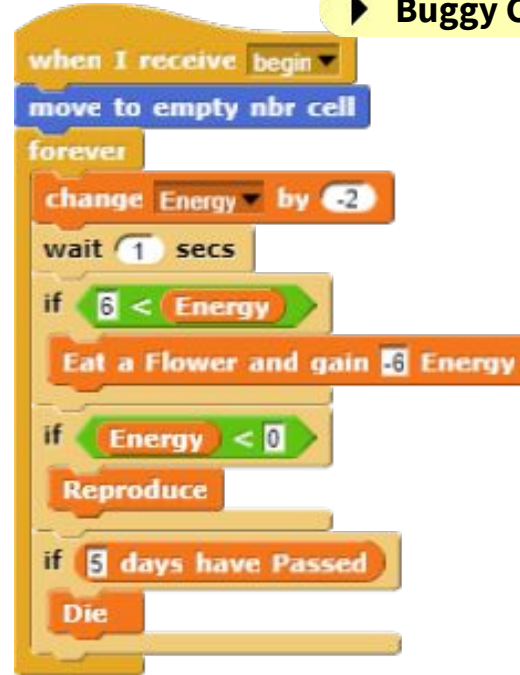 Buggy C
when I receive begin
move to empty nbr cell
forever
change Energy by -2
wait 1 secs
if 6 < Energy
Eat a Flower and gain -6 Energy
if Energy < 0
Reproduce
if 5 days have Passed
Die